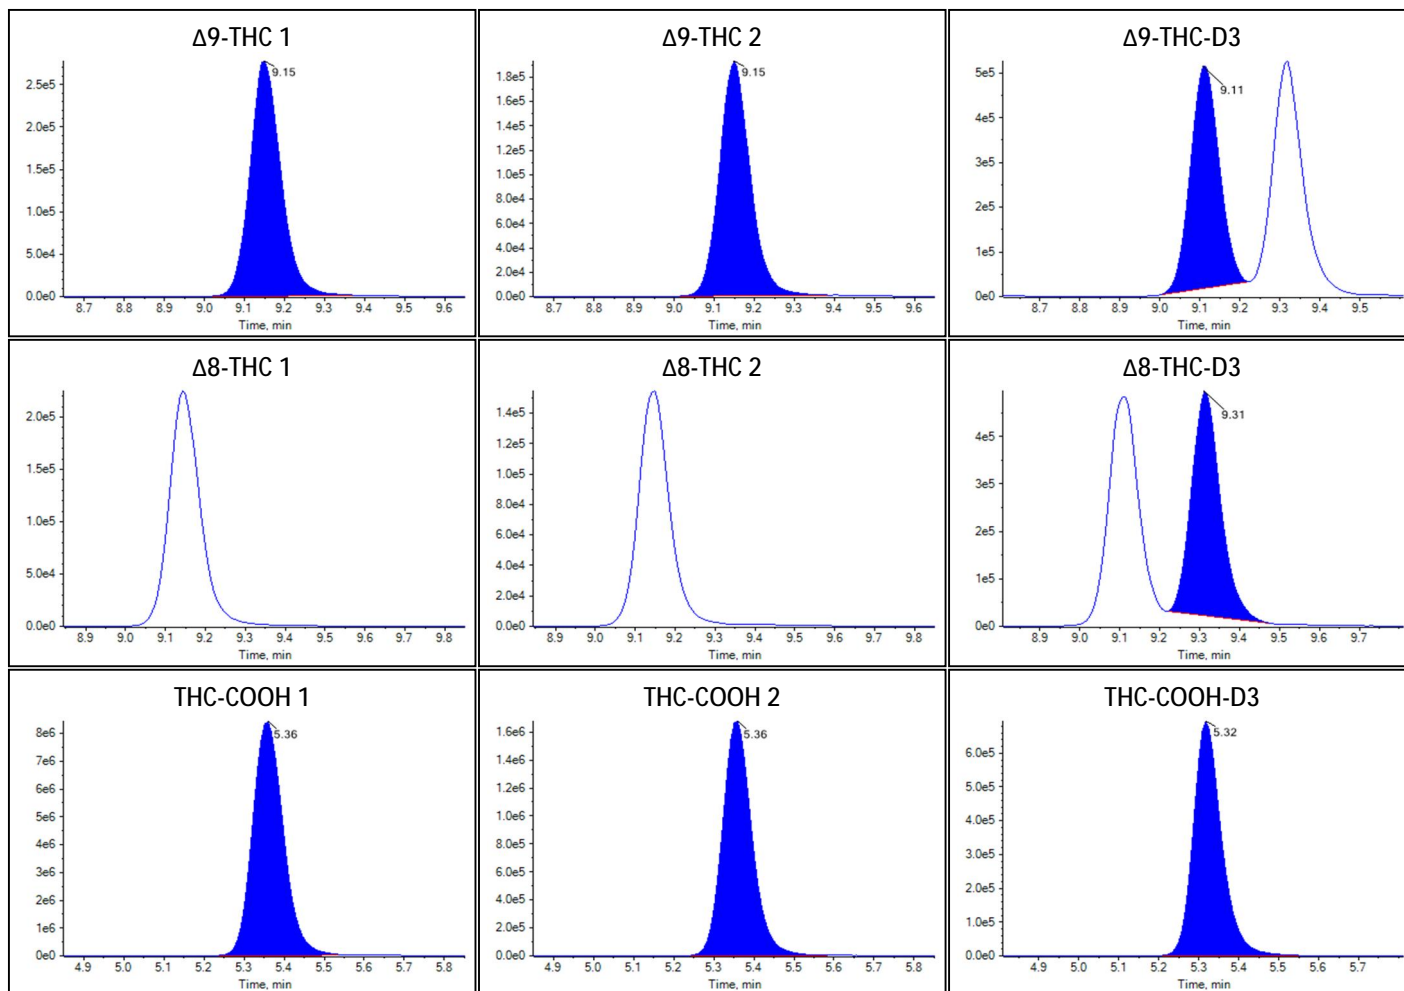 Δ9-THC 1
9.15
2.5e5
2.0e5
1.5e5
1.0e5
5.0e4
0.0e0
8.7 8.8 8.9 9.0 9.1 9.2 9.3 9.4 9.5 9.6
Time, min
Δ9-THC 2
9.15
1.8e5
1.6e5
1.4e5
1.2e5
1.0e5
8.0e4
6.0e4
4.0e4
2.0e4
0.0e0
8.7 8.8 8.9 9.0 9.1 9.2 9.3 9.4 9.5 9.6
Time, min
Δ9-THC-D3
9.11
5e5
4e5
3e5
2e5
1e5
0e0
8.7 8.8 8.9 9.0 9.1 9.2 9.3 9.4 9.5
Time, min
Δ8-THC 1
2.0e5
1.5e5
1.0e5
5.0e4
0.0e0
8.9 9.0 9.1 9.2 9.3 9.4 9.5 9.6 9.7 9.8
Time, min
Δ8-THC 2
1.4e5
1.2e5
1.0e5
8.0e4
6.0e4
4.0e4
2.0e4
0.0e0
8.9 9.0 9.1 9.2 9.3 9.4 9.5 9.6 9.7 9.8
Time, min
Δ8-THC-D3
9.31
4e5
3e5
2e5
1e5
0e0
8.9 9.0 9.1 9.2 9.3 9.4 9.5 9.6 9.7
Time, min
THC-COOH 1
5.36
8e6
7e6
6e6
5e6
4e6
3e6
2e6
1e6
0e0
4.9 5.0 5.1 5.2 5.3 5.4 5.5 5.6 5.7 5.8
Time, min
THC-COOH 2
5.36
1.6e6
1.4e6
1.2e6
1.0e6
8.0e5
6.0e5
4.0e5
2.0e5
0.0e0
4.9 5.0 5.1 5.2 5.3 5.4 5.5 5.6 5.7 5.8
Time, min
THC-COOH-D3
5.32
6.0e5
5.0e5
4.0e5
3.0e5
2.0e5
1.0e5
0.0e0
4.9 5.0 5.1 5.2 5.3 5.4 5.5 5.6 5.7
Time, min